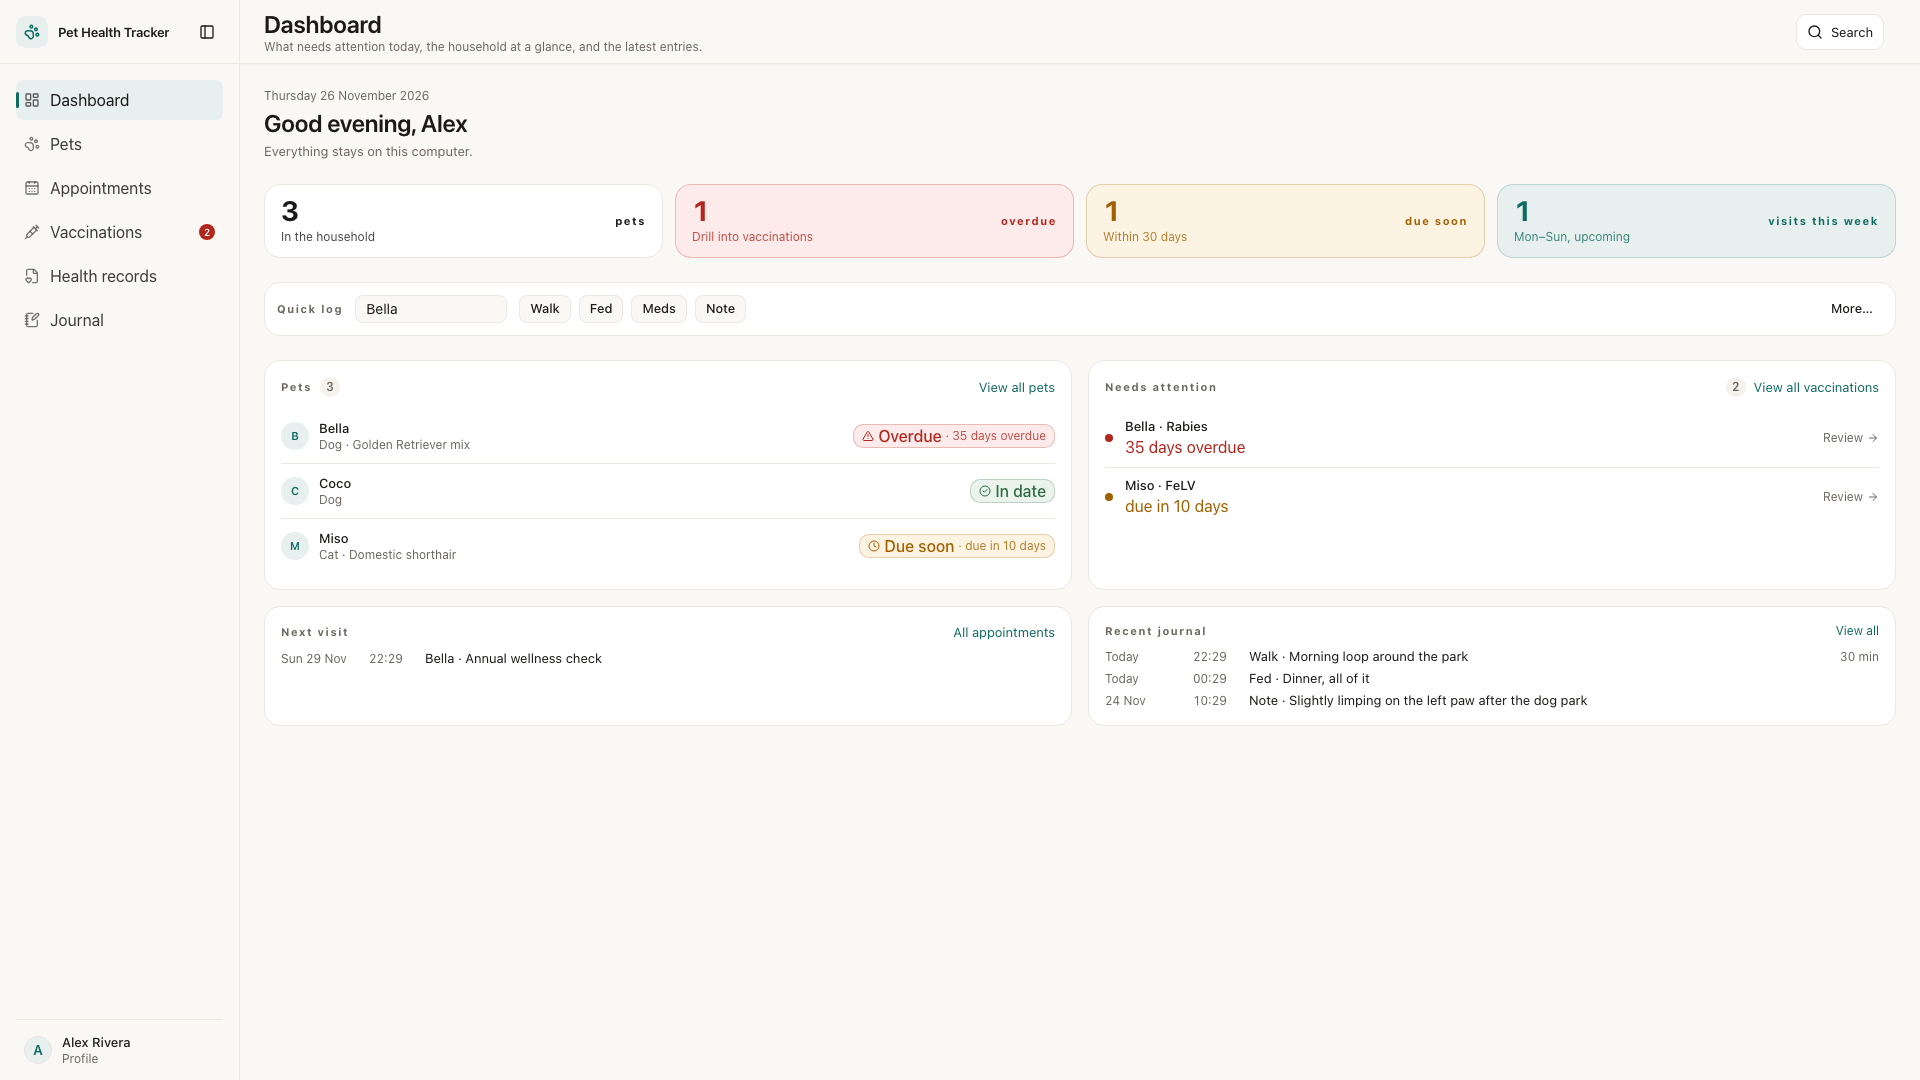 Pet Health Tracker
Dashboard
Pets
Appointments
Vaccinations 2
Health records
Journal
A
Alex Rivera
Profile
Dashboard
What needs attention today, the household at a glance, and the latest entries.
Search
Thursday 26 November 2026
Good evening, Alex
Everything stays on this computer.
3
In the household
pets
1
Drill into vaccinations
overdue
1
Within 30 days
due soon
1
Mon–Sun, upcoming
visits this week
Quick log Bella Walk Fed Meds Note More...
Pets 3 View all pets
B
Bella
Dog · Golden Retriever mix
Overdue · 35 days overdue
C
Coco
Dog
In date
M
Miso
Cat · Domestic shorthair
Due soon · due in 10 days
Needs attention 2 View all vaccinations
Bella · Rabies
35 days overdue
Review →
Miso · FeLV
due in 10 days
Review →
Next visit All appointments
Sun 29 Nov 22:29 Bella · Annual wellness check
Recent journal View all
Today 22:29 Walk · Morning loop around the park 30 min
Today 00:29 Fed · Dinner, all of it
24 Nov 10:29 Note · Slightly limping on the left paw after the dog park